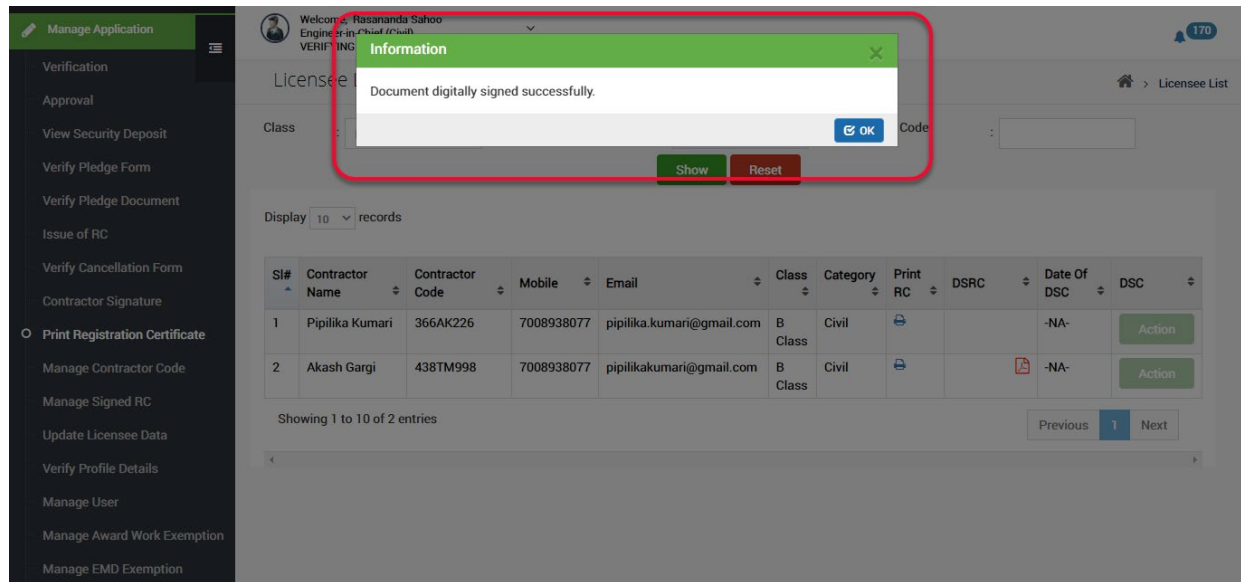 Manage Application
Verification
Approval
View Security Deposit
Verify Pledge Form
Verify Pledge Document
Issue of RC
Verify Cancellation Form
Contractor Signature
Print Registration Certificate
Manage Contractor Code
Manage Signed RC
Update Licensee Data
Verify Profile Details
Manage User
Manage Award Work Exemption
Manage EMD Exemption
Welcome, Rasananda Sahoo
Engineer-in-Chief (Civil)
VERIFYING
170
Licensee
> Licensee List
Information
Document digitally signed successfully.
OK
Class :
Code :
Show Reset
Display 10 records
Sl# Contractor Name Contractor Code Mobile Email Class Category Print RC DSRC Date Of DSC DSC
1 Pipilika Kumari 366AK226 7008938077 pipilika.kumari@gmail.com B Class Civil -NA- Action
2 Akash Gargi 438TM998 7008938077 pipilikakumari@gmail.com B Class Civil -NA- Action
Showing 1 to 10 of 2 entries
Previous 1 Next